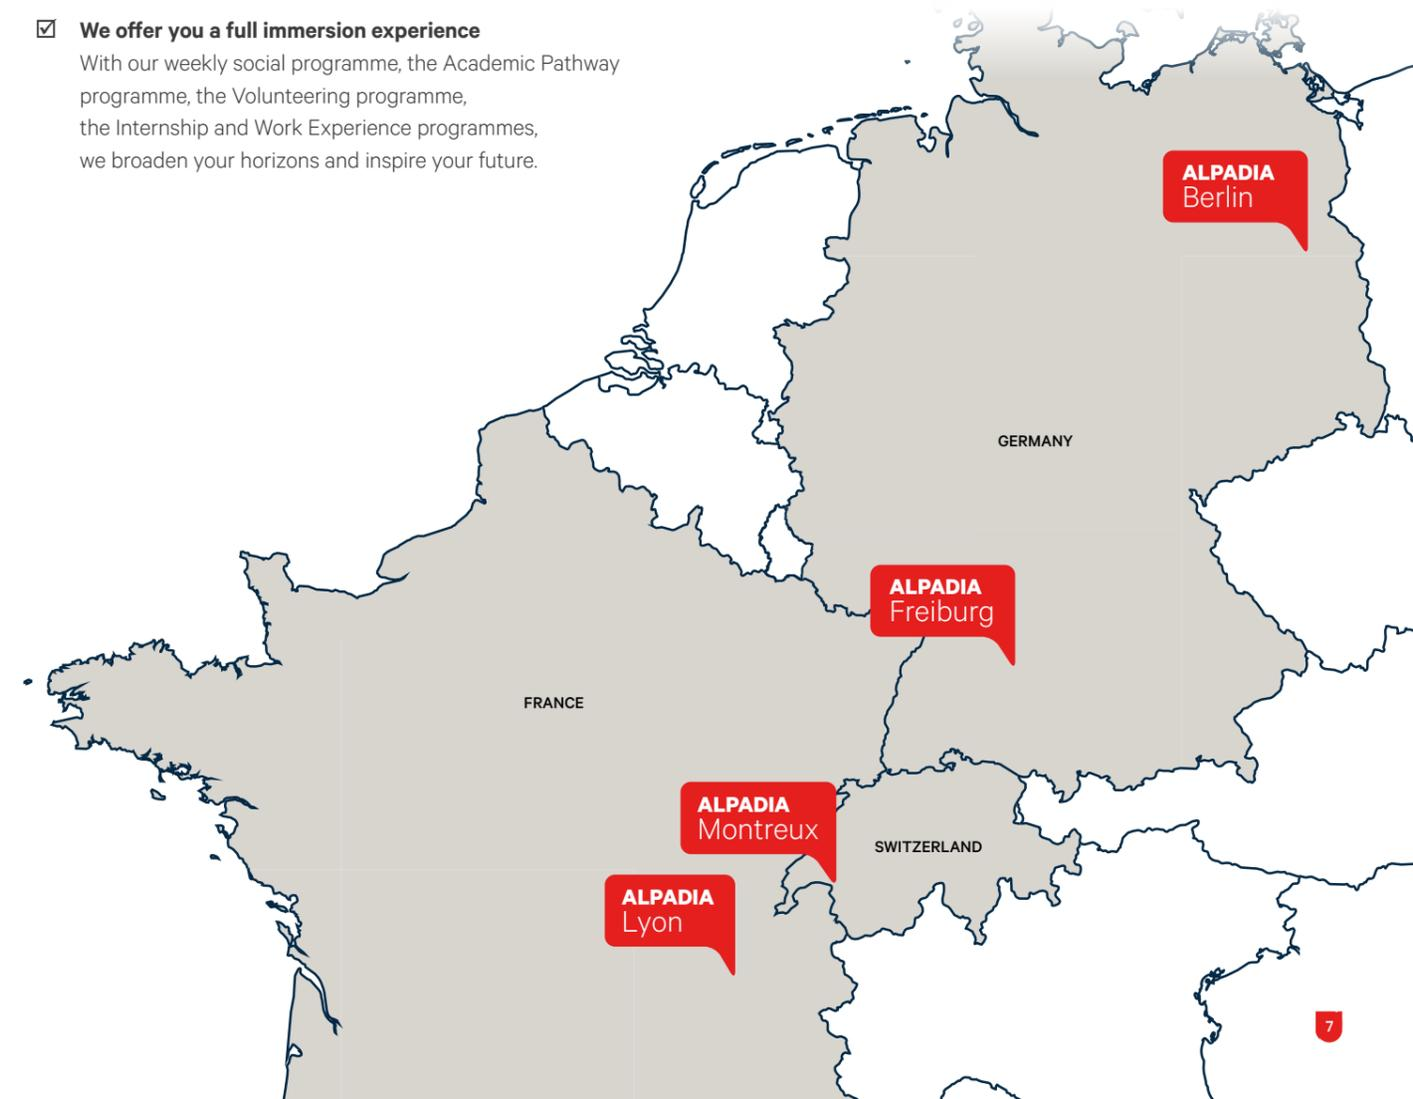 We offer you a full immersion experience
With our weekly social programme, the Academic Pathway
programme, the Volunteering programme,
the Internship and Work Experience programmes,
we broaden your horizons and inspire your future.
ALPADIA
Berlin
GERMANY
ALPADIA
Freiburg
FRANCE
ALPADIA
Montreux
SWITZERLAND
ALPADIA
Lyon
7